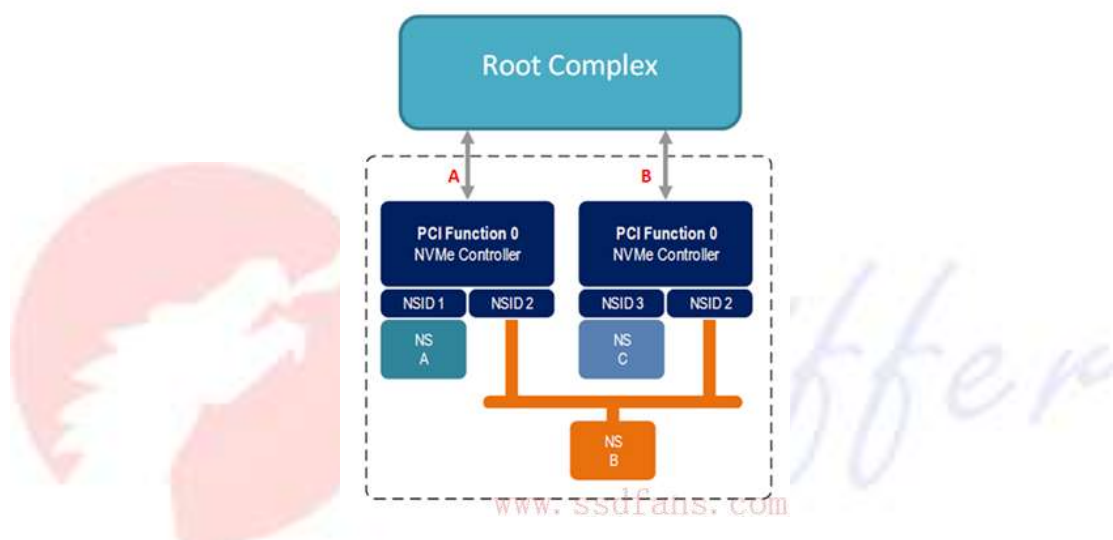 Root Complex
A
B
PCI Function 0
NVMe Controller
PCI Function 0
NVMe Controller
NSID 1
NSID 2
NSID 3
NSID 2
NS
A
NS
C
NS
B
www.ssdfans.com